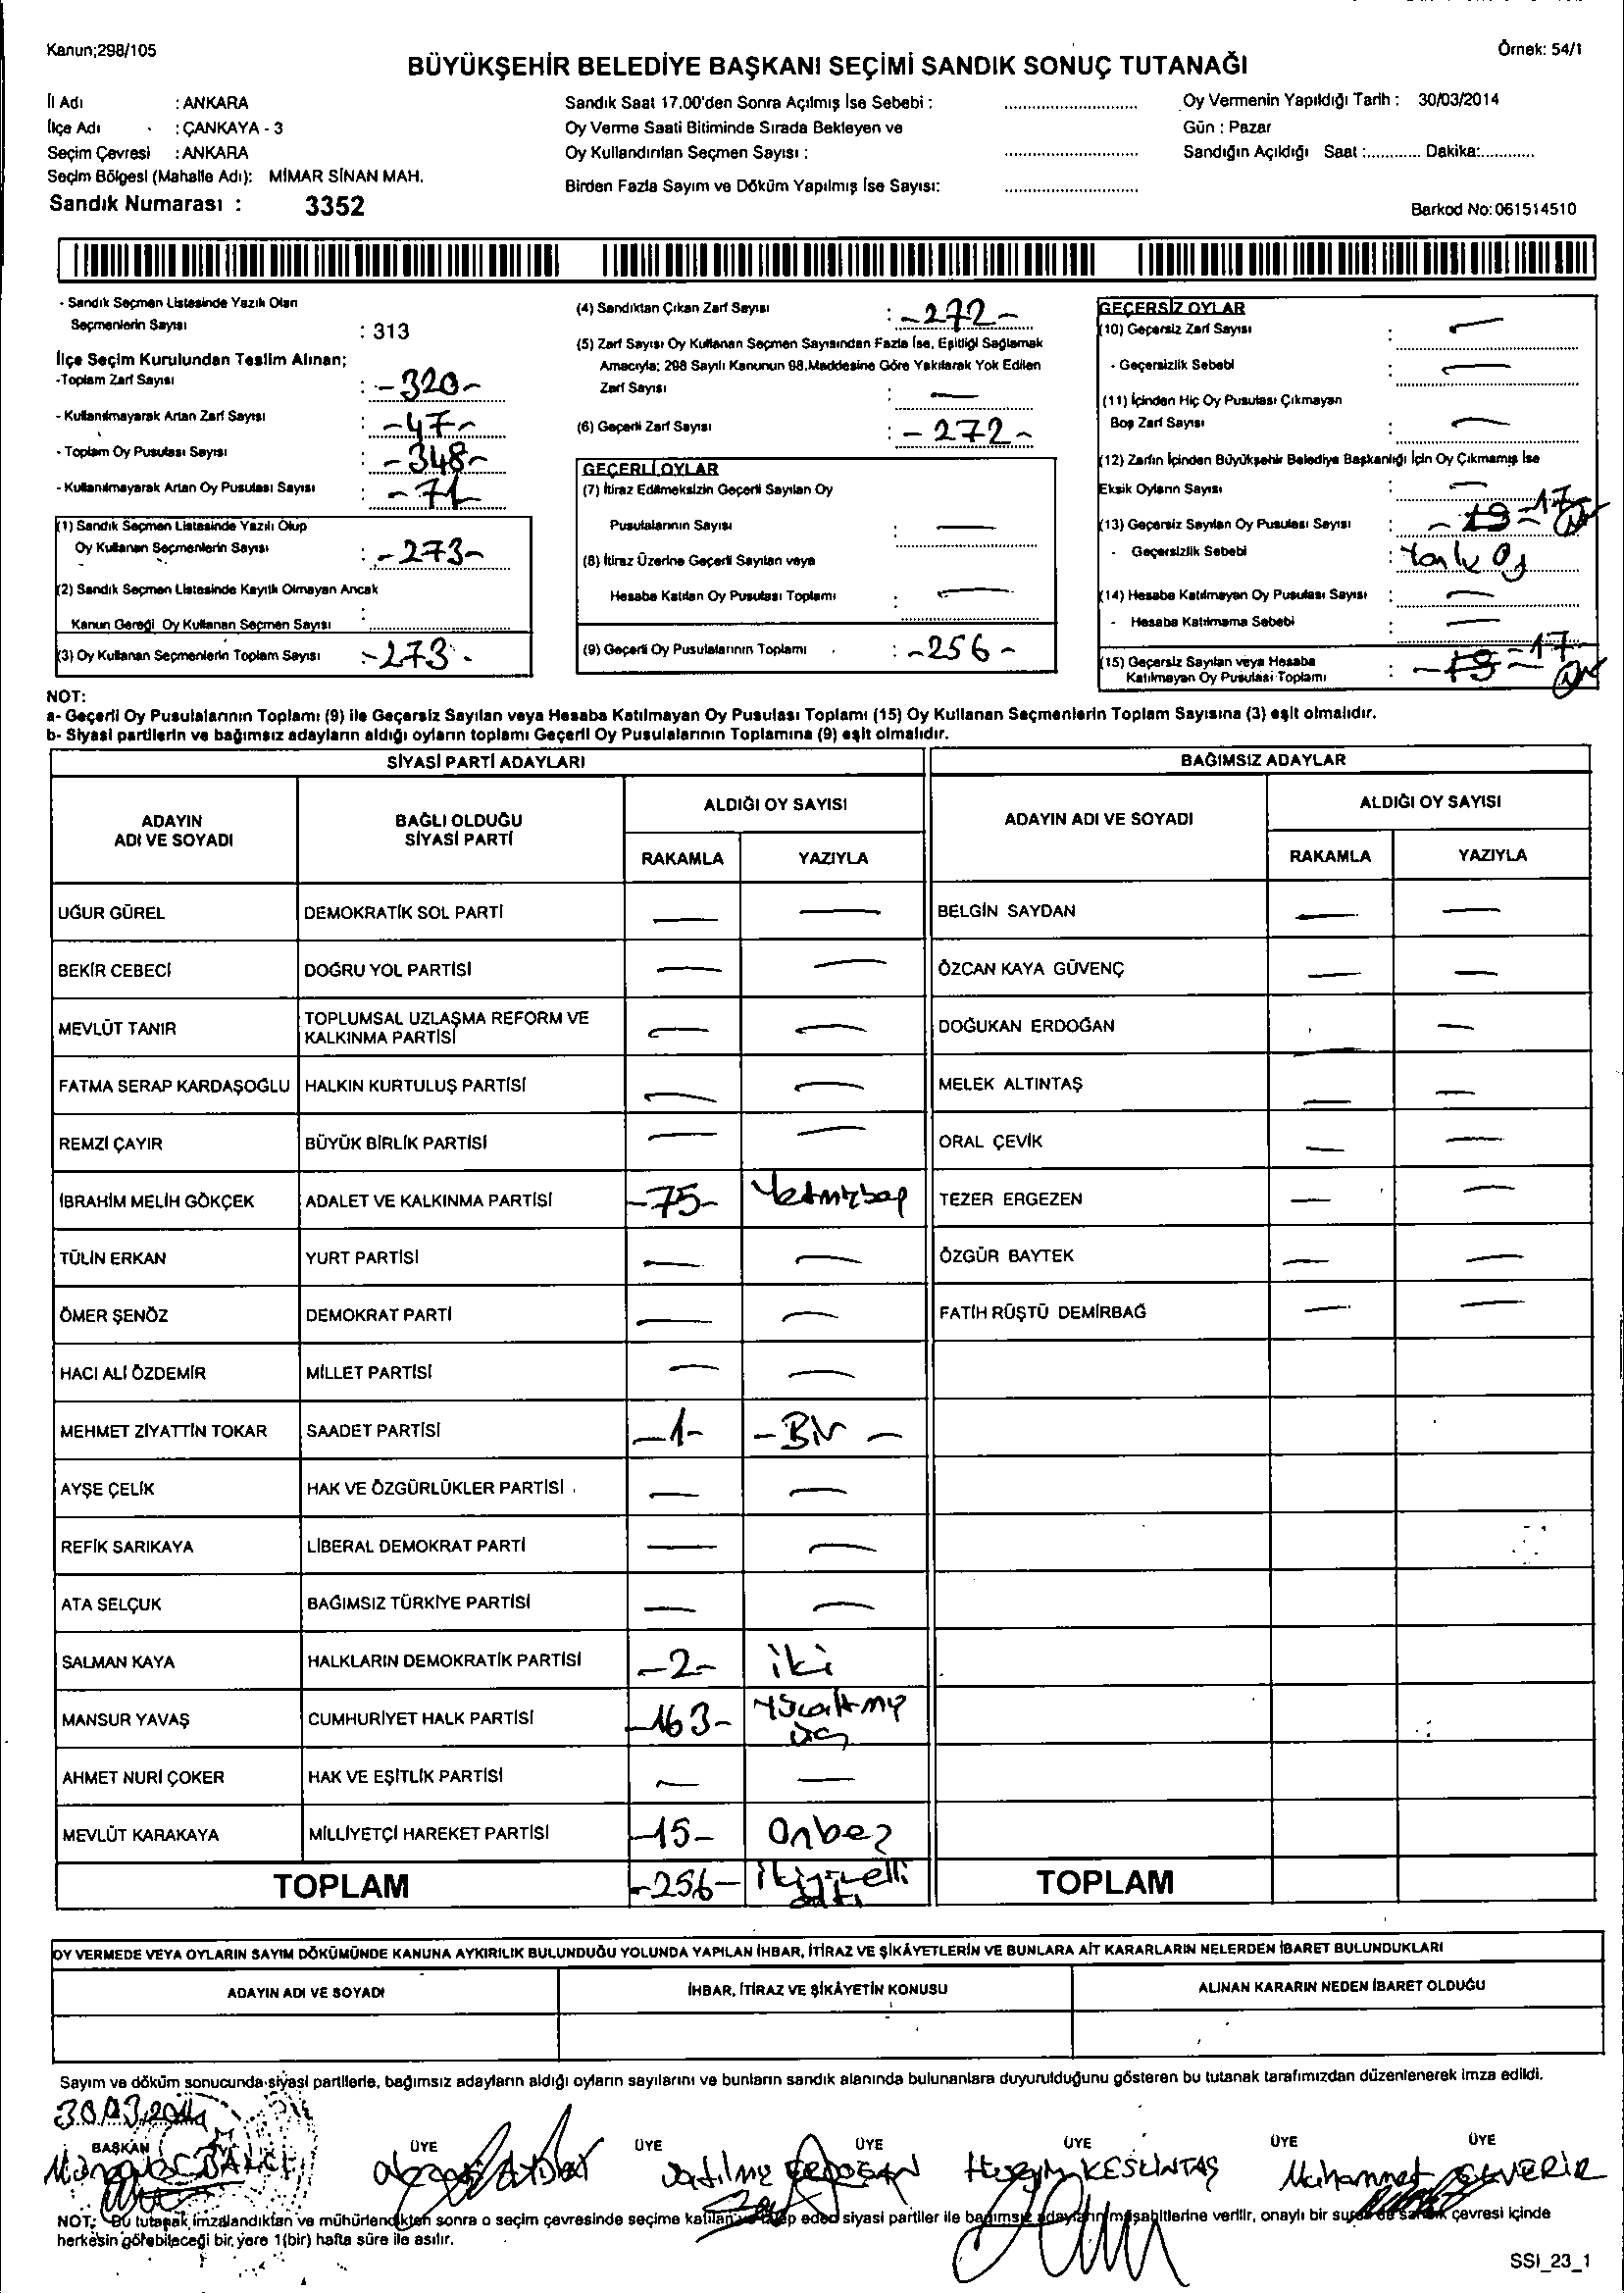 Kanun;298/105
Örnek: 54/1
BÜYÜKŞEHİR BELEDİYE BAŞKANI SEÇİMİ SANDIK SONUÇ TUTANAĞI
İl Adı : ANKARA
İlçe Adı : ÇANKAYA - 3
Seçim Çevresi : ANKARA
Seçim Bölgesi (Mahalle Adı): MİMAR SİNAN MAH.
Sandık Numarası : 3352
Sandık Saat 17.00'den Sonra Açılmış İse Sebebi : ............
Oy Verme Saati Bitiminde Sırada Bekleyen ve
Oy Kullandırılan Seçmen Sayısı : ............
Birden Fazla Sayım ve Döküm Yapılmış İse Sayısı: ............
Oy Vermenin Yapıldığı Tarih : 30/03/2014
Gün : Pazar
Sandığın Açıldığı Saat :............ Dakika:............
Barkod No:061514510
- Sandık Seçmen Listesinde Yazılı Olan
Seçmenlerin Sayısı : 313
İlçe Seçim Kurulundan Teslim Alınan;
-Toplam Zarf Sayısı : -320-
- Kullanılmayarak Artan Zarf Sayısı : -47-
- Toplam Oy Pusulası Sayısı : -348-
- Kullanılmayarak Artan Oy Pusulası Sayısı : -71
(1) Sandık Seçmen Listesinde Yazılı Olup
Oy Kullanan Seçmenlerin Sayısı : -273-
(2) Sandık Seçmen Listesinde Kayıtlı Olmayan Ancak
Kanun Gereği Oy Kullanan Seçmen Sayısı :
(3) Oy Kullanan Seçmenlerin Toplam Sayısı : -273-
(4) Sandıktan Çıkan Zarf Sayısı : -272-
(5) Zarf Sayısı Oy Kullanan Seçmen Sayısından Fazla İse, Eşitliği Sağlamak
Amacıyla; 298 Sayılı Kanunun 98.Maddesine Göre Yakılarak Yok Edilen
Zarf Sayısı : —
(6) Geçerli Zarf Sayısı : -272-
GEÇERLİ OYLAR
(7) İtiraz Edilmeksizin Geçerli Sayılan Oy
Pusulalarının Sayısı : —
(8) İtiraz Üzerine Geçerli Sayılan veya
Hesaba Katılan Oy Pusulası Toplamı : —
(9) Geçerli Oy Pusulalarının Toplamı : -256-
GEÇERSİZ OYLAR
(10) Geçersiz Zarf Sayısı : —
- Geçersizlik Sebebi : —
(11) İçinden Hiç Oy Pusulası Çıkmayan
Boş Zarf Sayısı : —
(12) Zarfın İçinden Büyükşehir Belediye Başkanlığı İçin Oy Çıkmamış İse
Eksik Oyların Sayısı : —
(13) Geçersiz Sayılan Oy Pusulası Sayısı : -17
- Geçersizlik Sebebi : Oy
(14) Hesaba Katılmayan Oy Pusulası Sayısı : —
- Hesaba Katılmama Sebebi : —
(15) Geçersiz Sayılan veya Hesaba
Katılmayan Oy Pusulası Toplamı : -17-
NOT:
a- Geçerli Oy Pusulalarının Toplamı (9) ile Geçersiz Sayılan veya Hesaba Katılmayan Oy Pusulası Toplamı (15) Oy Kullanan Seçmenlerin Toplam Sayısına (3) eşit olmalıdır.
b- Siyasi partilerin ve bağımsız adayların aldığı oyların toplamı Geçerli Oy Pusulalarının Toplamına (9) eşit olmalıdır.
SİYASİ PARTİ ADAYLARI
BAĞIMSIZ ADAYLAR
ADAYIN ADI VE SOYADI
BAĞLI OLDUĞU SİYASİ PARTİ
ALDIĞI OY SAYISI
RAKAMLA YAZIYLA
ADAYIN ADI VE SOYADI
ALDIĞI OY SAYISI
RAKAMLA YAZIYLA
UĞUR GÜREL DEMOKRATİK SOL PARTİ — — BELGİN SAYDAN — —
BEKİR CEBECİ DOĞRU YOL PARTİSİ — — ÖZCAN KAYA GÜVENÇ — —
MEVLÜT TANIR TOPLUMSAL UZLAŞMA REFORM VE KALKINMA PARTİSİ — — DOĞUKAN ERDOĞAN — —
FATMA SERAP KARDAŞOĞLU HALKIN KURTULUŞ PARTİSİ — — MELEK ALTINTAŞ — —
REMZİ ÇAYIR BÜYÜK BİRLİK PARTİSİ — — ORAL ÇEVİK — —
İBRAHİM MELİH GÖKÇEK ADALET VE KALKINMA PARTİSİ -75- Yetmişbeş TEZER ERGEZEN — —
TÜLİN ERKAN YURT PARTİSİ — — ÖZGÜR BAYTEK — —
ÖMER ŞENÖZ DEMOKRAT PARTİ — — FATİH RÜŞTÜ DEMİRBAĞ — —
HACI ALİ ÖZDEMİR MİLLET PARTİSİ — —
MEHMET ZİYATTİN TOKAR SAADET PARTİSİ -1- - Bir -
AYŞE ÇELİK HAK VE ÖZGÜRLÜKLER PARTİSİ — —
REFİK SARIKAYA LİBERAL DEMOKRAT PARTİ — —
ATA SELÇUK BAĞIMSIZ TÜRKİYE PARTİSİ — —
SALMAN KAYA HALKLARIN DEMOKRATİK PARTİSİ -2- iki
MANSUR YAVAŞ CUMHURİYET HALK PARTİSİ -163- Yüzaltmış üç
AHMET NURİ ÇOKER HAK VE EŞİTLİK PARTİSİ — —
MEVLÜT KARAKAYA MİLLİYETÇİ HAREKET PARTİSİ -15- Onbeş
TOPLAM -256- ikiyüzelli altı TOPLAM
OY VERMEDE VEYA OYLARIN SAYIM DÖKÜMÜNDE KANUNA AYKIRILIK BULUNDUĞU YOLUNDA YAPILAN İHBAR, İTİRAZ VE ŞİKÂYETLERİN VE BUNLARA AİT KARARLARIN NELERDEN İBARET BULUNDUKLARI
ADAYIN ADI VE SOYADI İHBAR, İTİRAZ VE ŞİKÂYETİN KONUSU ALINAN KARARIN NEDEN İBARET OLDUĞU
Sayım ve döküm sonucunda siyasi partilerle, bağımsız adayların aldığı oyların sayılarını ve bunların sandık alanında bulunanlara duyurulduğunu gösteren bu tutanak tarafımızdan düzenlenerek imza edildi.
30.03.2014
BAŞKAN ÜYE ÜYE ÜYE ÜYE ÜYE ÜYE
BALCI ERDOĞAN Hüseyin KESKİNTAŞ Muhammet SEVERİR
NOT: Bu tutanak imzalandıktan ve mühürlendikten sonra o seçim çevresinde seçime katılan ve talep eden siyasi partiler ile bağımsız adayların müşahitlerine verilir, onaylı bir sureti de sandık çevresi içinde
herkesin görebileceği bir yere 1(bir) hafta süre ile asılır.
SSI_23_1